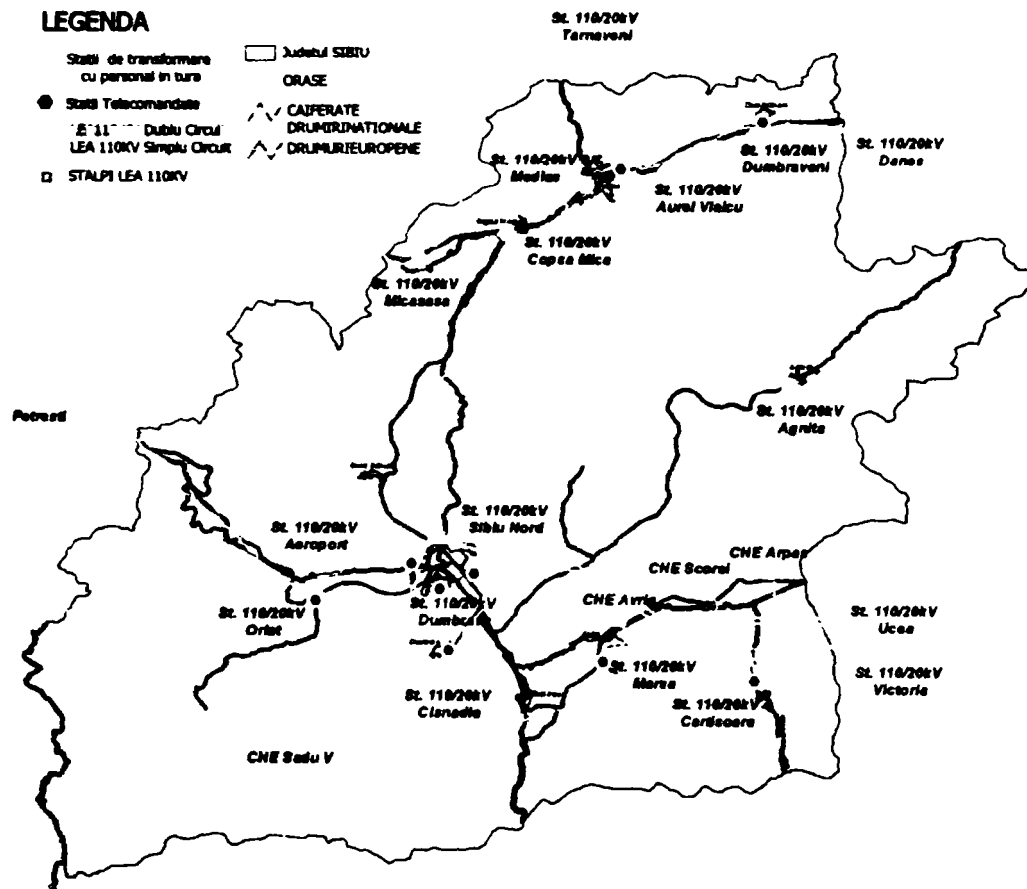 LEGENDA
Statii de transformare
cu personal in tura
Statii Telecomandate
Dublu Circuit
LEA 110KV Simplu Circuit
STALPI LEA 110KV
Judetul SIBIU
ORASE
CAIFERATE
DRUMIRINATIONALE
DRUMURIEUROPENE
St. 110/20kV
Tarnaveni
St. 110/20kV
Medias
St. 110/20kV
Dumbraveni
St. 110/20kV
Danes
St. 110/20kV
Aurel Vlaicu
St. 110/20kV
Copsa Mica
St. 110/20kV
Micasasa
Petresti
St. 110/20kV
Agnita
St. 110/20kV
Sibiu Nord
St. 110/20kV
Aeroport
CHE Arpas
CHE Scorei
CHE Avrig
St. 110/20kV
Orlat
St. 110/20kV
St. 110/20kV
Ucea
St. 110/20kV
Marsa
St. 110/20kV
Victoria
St. 110/20kV
Cisnadie
St. 110/20kV
Cartisoara
CHE Sadu V